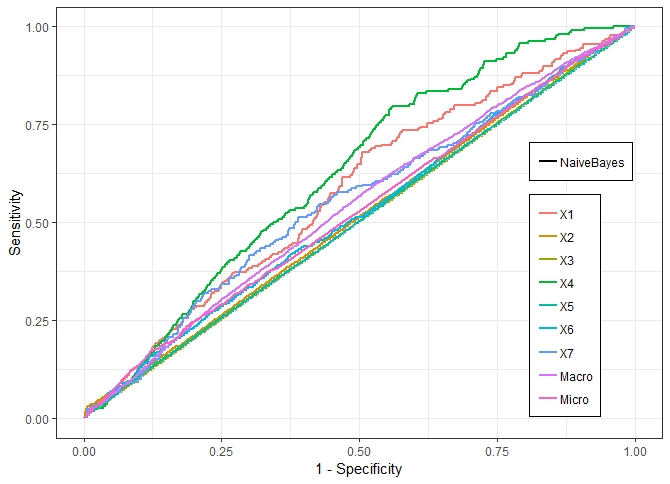 1.00
0.75
0.50
0.25
0.00
Sensitivity
NaiveBayes
X1
X2
X3
X4
X5
X6
X7
Macro
Micro
0.00 0.25 0.50 0.75 1.00
1 - Specificity